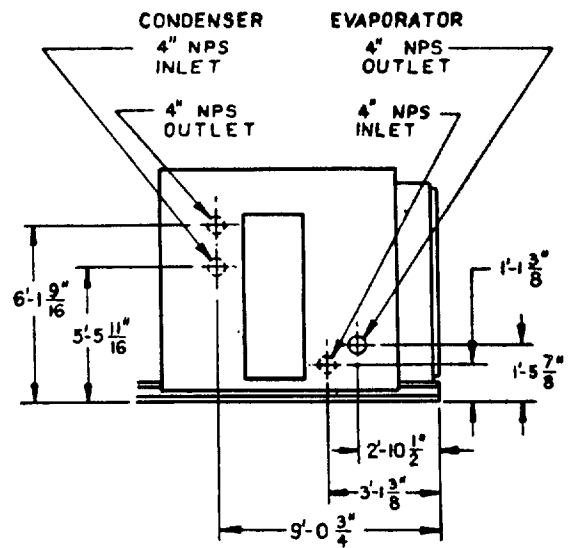 CONDENSER
4" NPS
INLET
4" NPS
OUTLET
EVAPORATOR
4" NPS
OUTLET
4" NPS
INLET
6'-1 9/16"
5'-5 11/16"
1'-1 3/8"
1'-5 7/8"
2'-10 1/2"
3'-1 3/8"
9'-0 3/4"